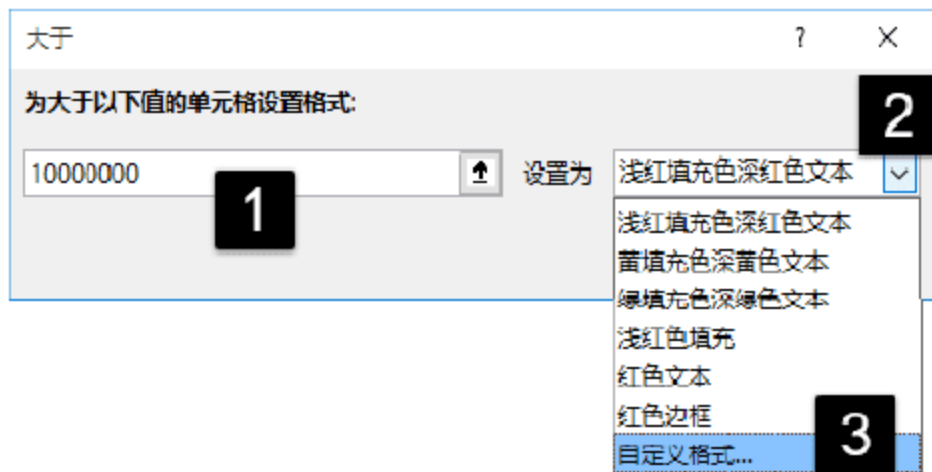 大于 ?
为大于以下值的单元格设置格式:
2
10000000 设置为 浅红填充色深红色文本
1
浅红填充色深红色文本
黄填充色深黄色文本
绿填充色深绿色文本
浅红色填充
红色文本
红色边框
自定义格式...
3